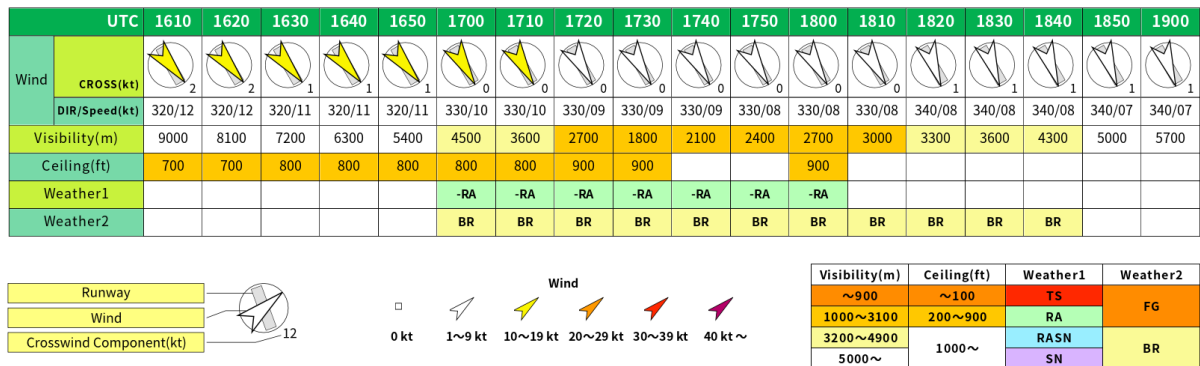 UTC 1610 1620 1630 1640 1650 1700 1710 1720 1730 1740 1750 1800 1810 1820 1830 1840 1850 1900
Wind CROSS(kt) 2 2 1 1 1 0 0 0 0 0 0 0 0 1 1 1 1 1
DIR/Speed(kt) 320/12 320/12 320/11 320/11 320/11 330/10 330/10 330/09 330/09 330/09 330/08 330/08 330/08 340/08 340/08 340/08 340/07 340/07
Visibility(m) 9000 8100 7200 6300 5400 4500 3600 2700 1800 2100 2400 2700 3000 3300 3600 4300 5000 5700
Ceiling(ft) 700 700 800 800 800 800 800 900 900 900
Weather1 -RA -RA -RA -RA -RA -RA -RA
Weather2 BR BR BR BR BR BR BR BR BR BR BR
Runway
Wind
Crosswind Component(kt) 12
Wind
0 kt 1〜9 kt 10〜19 kt 20〜29 kt 30〜39 kt 40 kt 〜
Visibility(m) Ceiling(ft) Weather1 Weather2
〜900 〜100 TS FG
1000〜3100 200〜900 RA
3200〜4900 1000〜 RASN BR
5000〜 SN